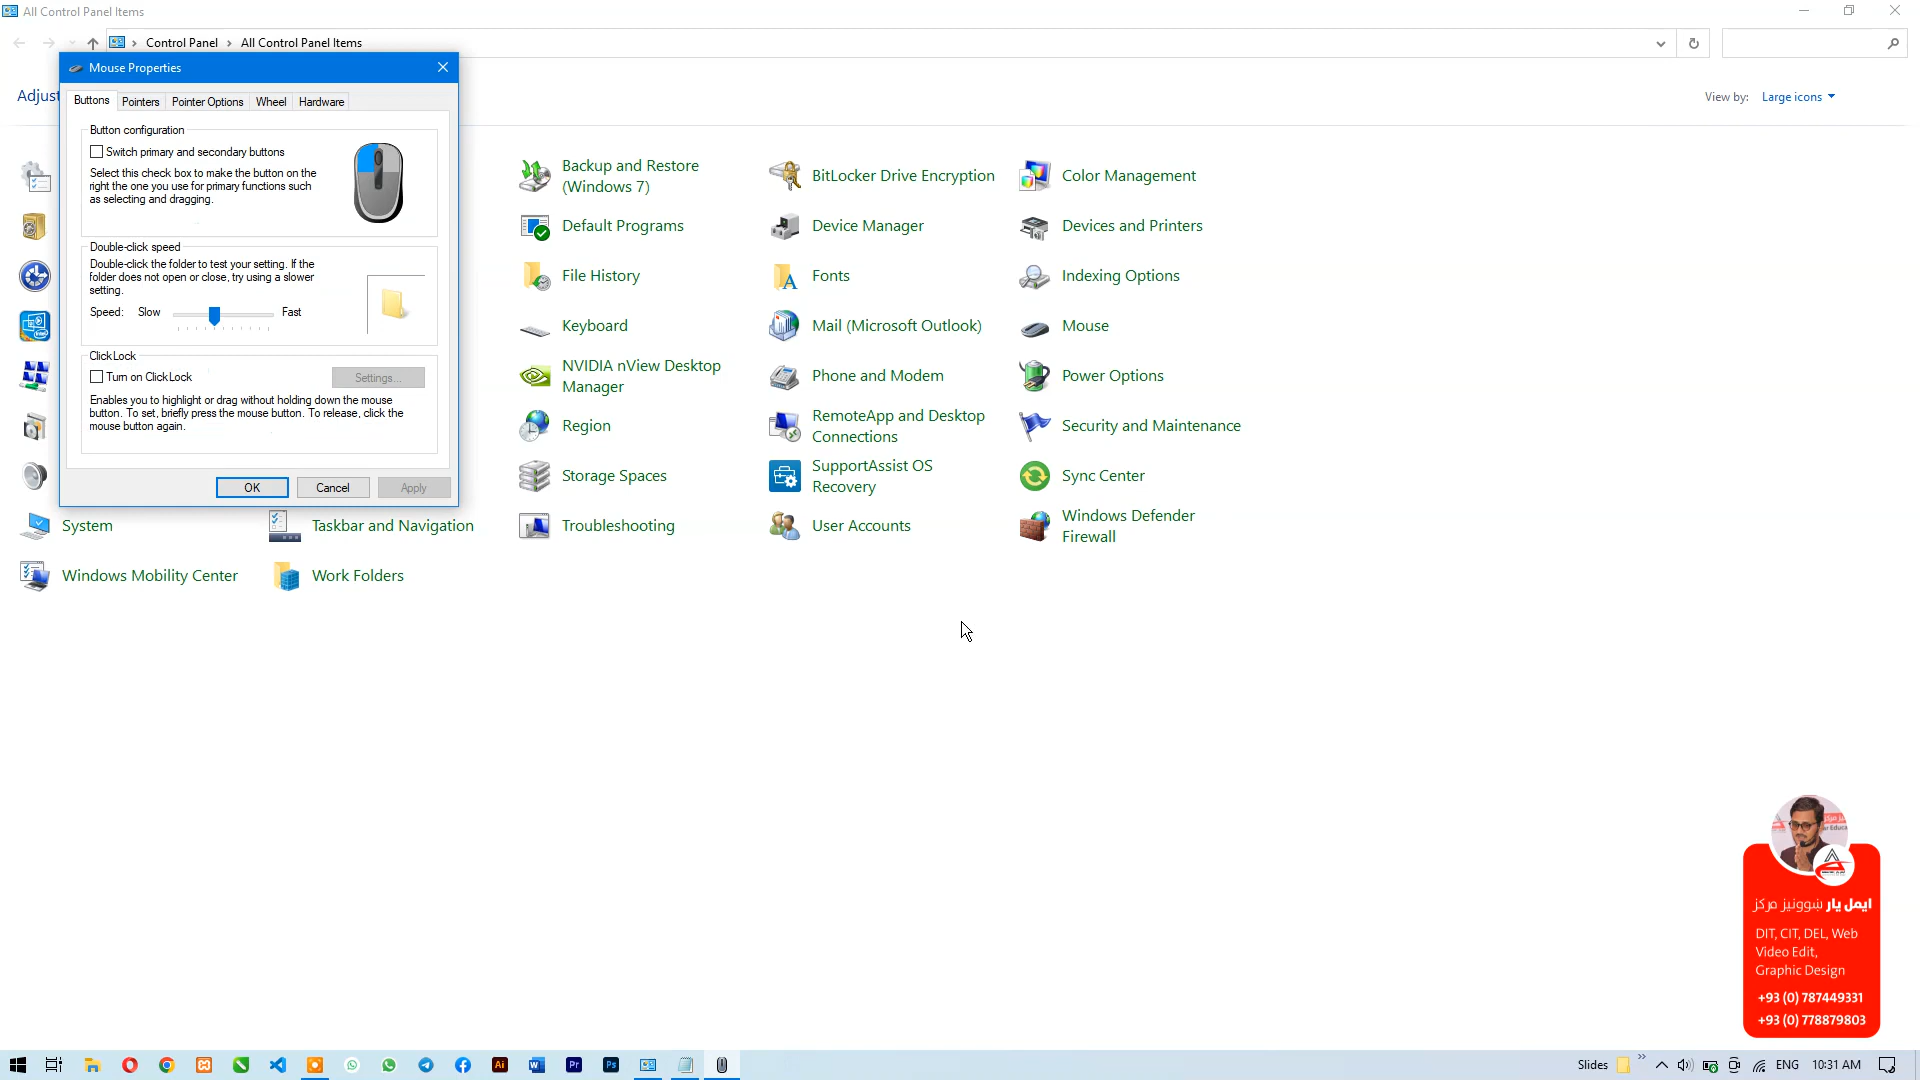 All Control Panel Items
Control Panel › All Control Panel Items
Mouse Properties
Adjust
View by: Large icons
Buttons Pointers Pointer Options Wheel Hardware
Button configuration
Switch primary and secondary buttons
Select this check box to make the button on the
right the one you use for primary functions such
as selecting and dragging.
Double-click speed
Double-click the folder to test your setting. If the
folder does not open or close, try using a slower
setting.
Speed: Slow Fast
ClickLock
Turn on ClickLock
Settings...
Enables you to highlight or drag without holding down the mouse
button. To set, briefly press the mouse button. To release, click the
mouse button again.
OK Cancel Apply
Backup and Restore
(Windows 7)
BitLocker Drive Encryption
Color Management
Default Programs
Device Manager
Devices and Printers
File History
Fonts
Indexing Options
Keyboard
Mail (Microsoft Outlook)
Mouse
NVIDIA nView Desktop
Manager
Phone and Modem
Power Options
Region
RemoteApp and Desktop
Connections
Security and Maintenance
Storage Spaces
SupportAssist OS
Recovery
Sync Center
System
Taskbar and Navigation
Troubleshooting
User Accounts
Windows Defender
Firewall
Windows Mobility Center
Work Folders
ایمل یار ښوونیز مرکز
DIT, CIT, DEL, Web
Video Edit,
Graphic Design
+93 (0) 787449331
+93 (0) 778879803
Ai Pr Ps
Slides
ENG 10:31 AM